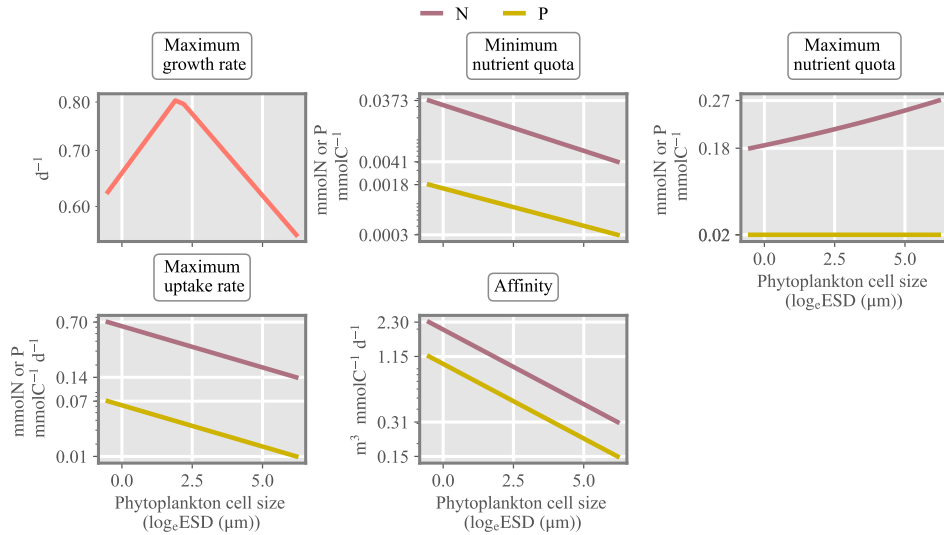 N P
Maximum
growth rate
Minimum
nutrient quota
Maximum
nutrient quota
d⁻¹
0.80
0.70
0.60
mmolN or P
mmolC⁻¹
0.0373
0.0041
0.0018
0.0003
mmolN or P
mmolC⁻¹
0.27
0.18
0.02
0.0 2.5 5.0
Phytoplankton cell size
(logₑESD (μm))
Maximum
uptake rate
Affinity
mmolN or P
mmolC⁻¹ d⁻¹
0.70
0.14
0.07
0.01
0.0 2.5 5.0
Phytoplankton cell size
(logₑESD (μm))
m³ mmolC⁻¹ d⁻¹
2.30
1.15
0.31
0.15
0.0 2.5 5.0
Phytoplankton cell size
(logₑESD (μm))